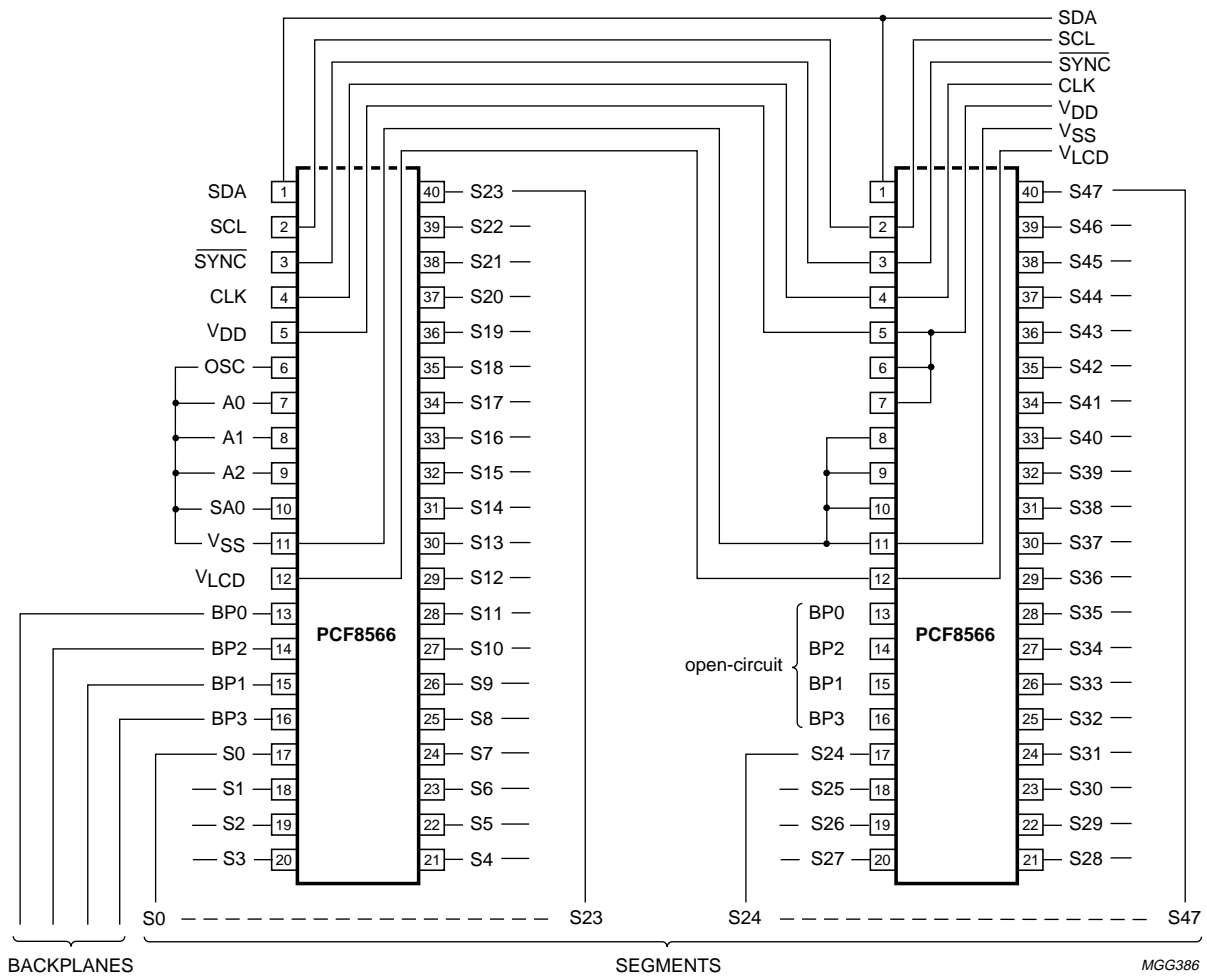 SDA
SCL
SYNC
CLK
VDD
VSS
VLCD
SDA 1 40 S23 1 40 S47
SCL 2 39 S22 2 39 S46
SYNC 3 38 S21 3 38 S45
CLK 4 37 S20 4 37 S44
VDD 5 36 S19 5 36 S43
OSC 6 35 S18 6 35 S42
A0 7 34 S17 7 34 S41
A1 8 33 S16 8 33 S40
A2 9 32 S15 9 32 S39
SA0 10 31 S14 10 31 S38
VSS 11 30 S13 11 30 S37
VLCD 12 29 S12 12 29 S36
BP0 13 28 S11 BP0 13 28 S35
PCF8566 PCF8566
BP2 14 27 S10 BP2 14 27 S34
open-circuit
BP1 15 26 S9 BP1 15 26 S33
BP3 16 25 S8 BP3 16 25 S32
S0 17 24 S7 S24 17 24 S31
S1 18 23 S6 S25 18 23 S30
S2 19 22 S5 S26 19 22 S29
S3 20 21 S4 S27 20 21 S28
S0 S23 S24 S47
BACKPLANES SEGMENTS MGG386